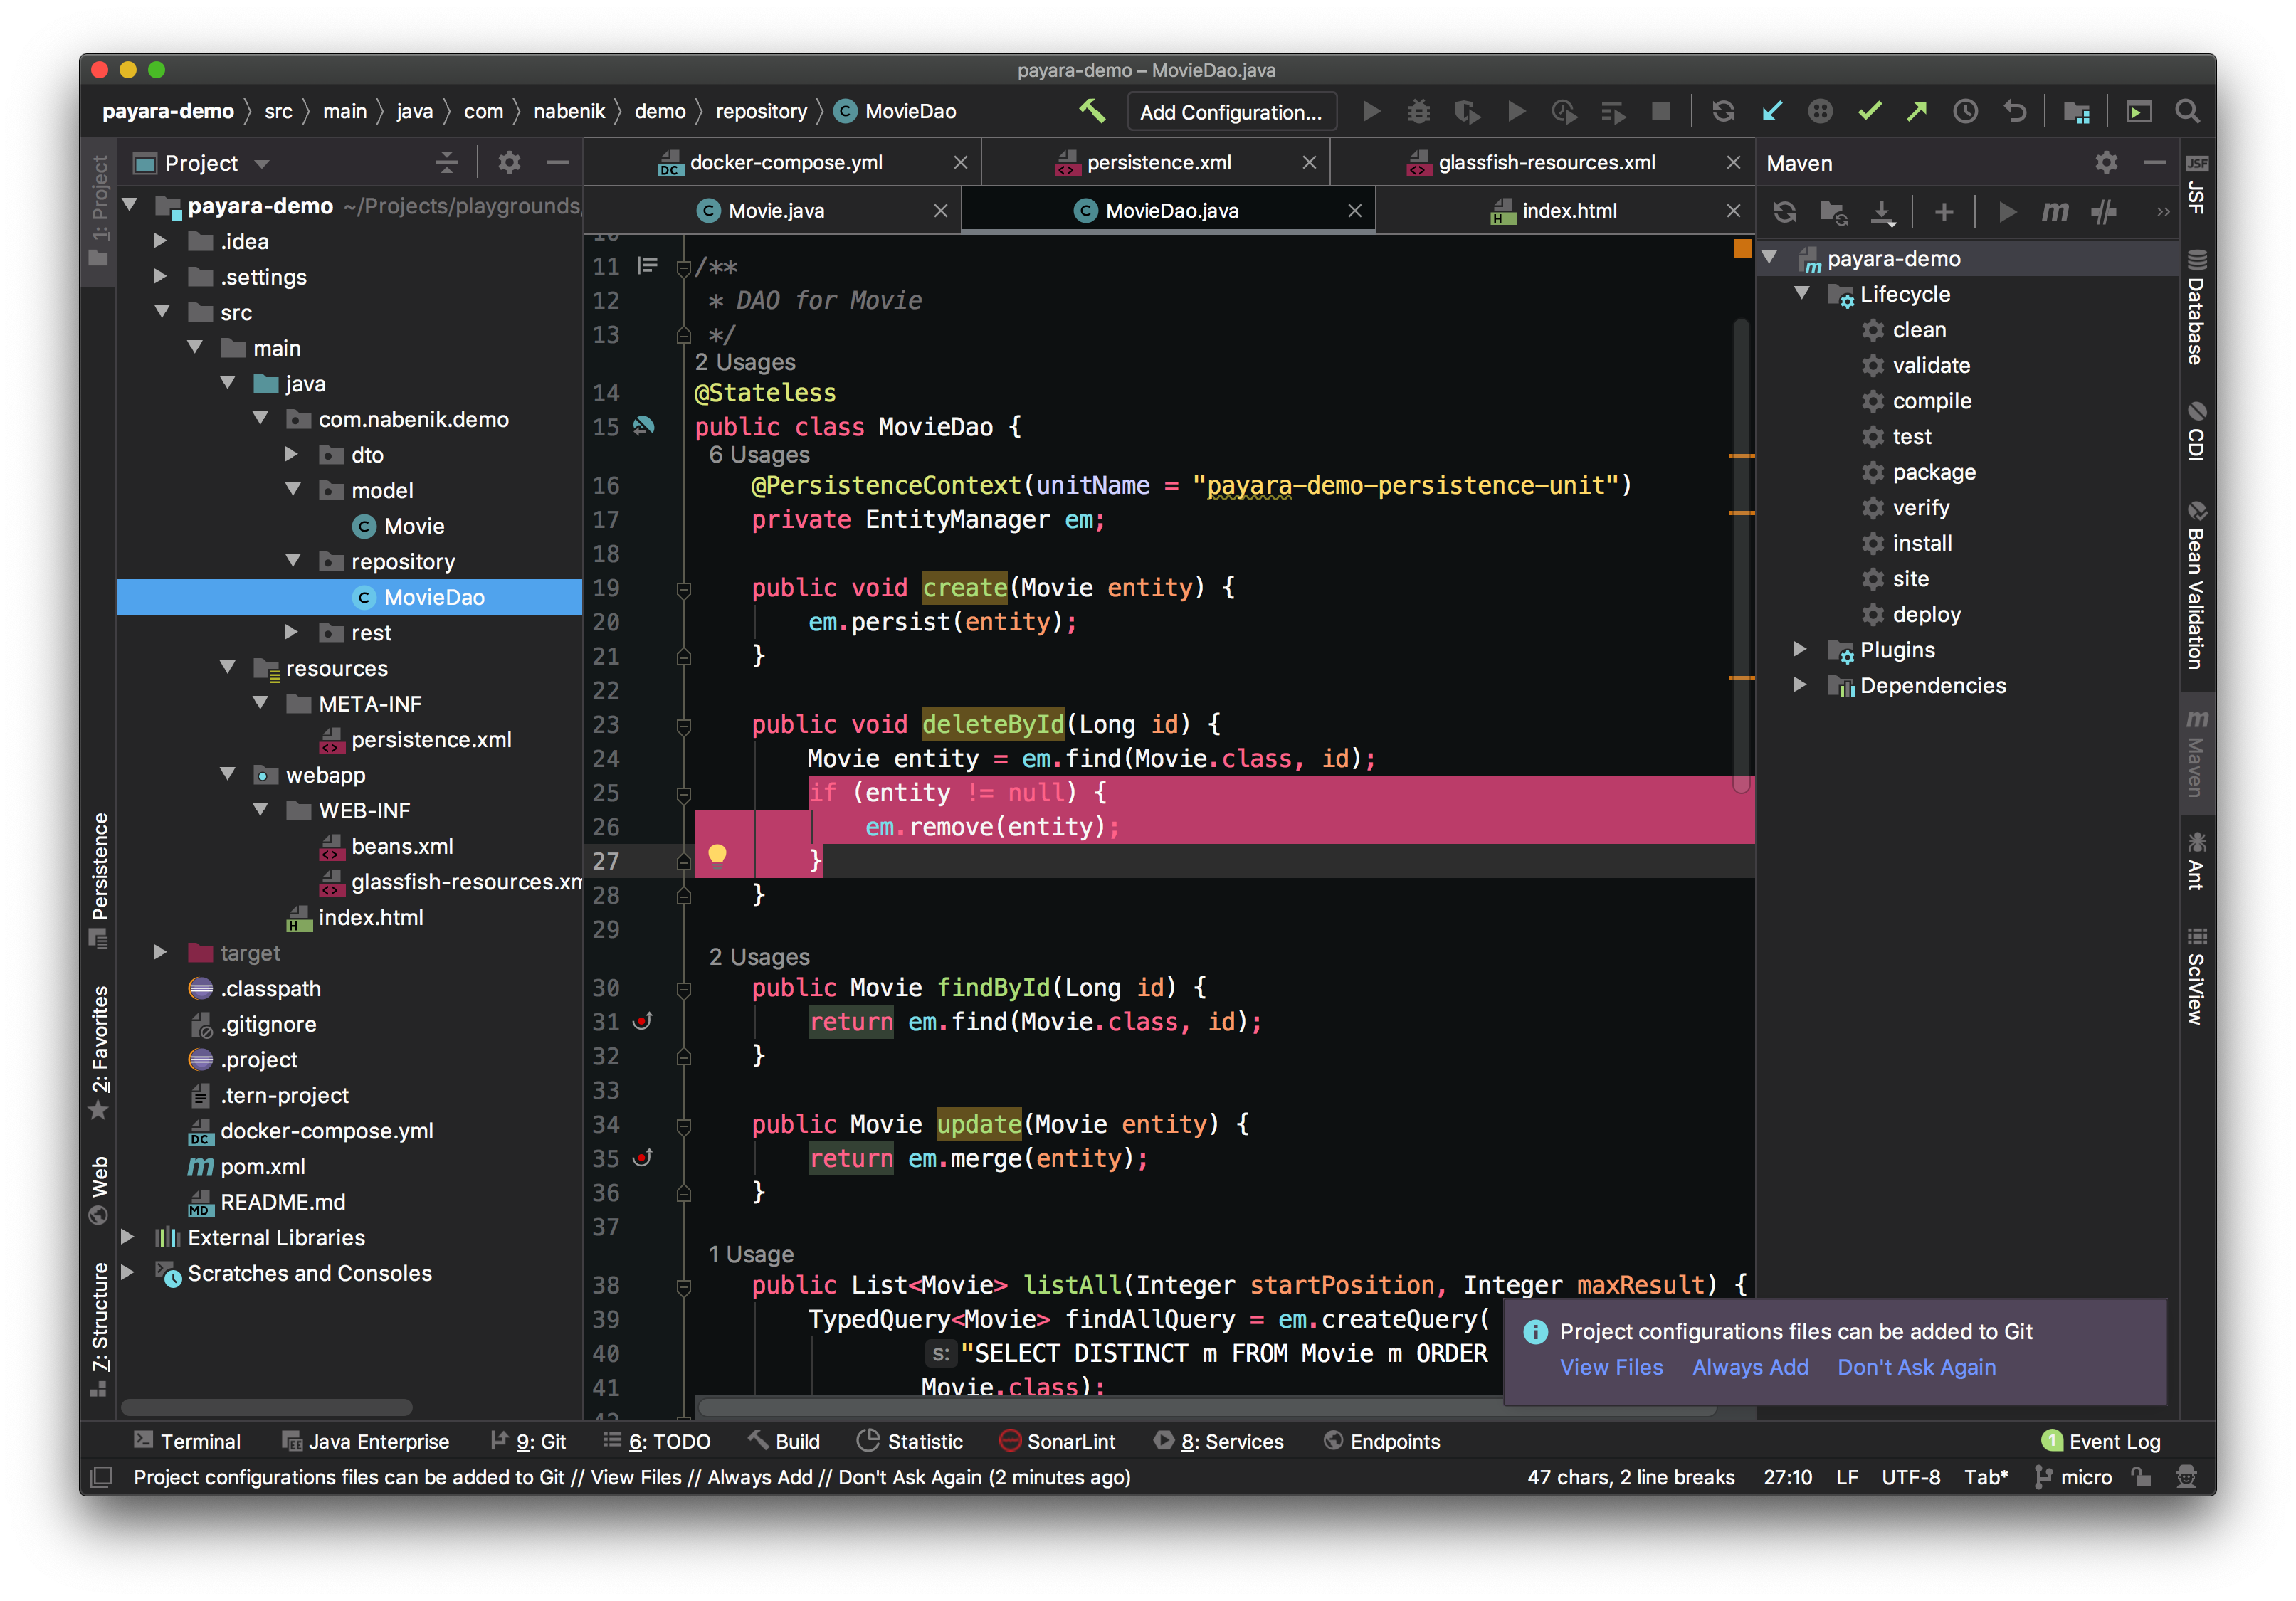 payara-demo – MovieDao.java
payara-demo src main java com nabenik demo repository MovieDao
Add Configuration...
1: Project
Persistence
2: Favorites
Web
7: Structure
Project
payara-demo ~/Projects/playgrounds/
.idea
.settings
src
main
java
com.nabenik.demo
dto
model
Movie
repository
MovieDao
rest
resources
META-INF
persistence.xml
webapp
WEB-INF
beans.xml
glassfish-resources.xm
index.html
target
.classpath
.gitignore
.project
.tern-project
docker-compose.yml
pom.xml
README.md
External Libraries
Scratches and Consoles
docker-compose.yml persistence.xml glassfish-resources.xml
Movie.java MovieDao.java index.html
11 /**
12 * DAO for Movie
13 */
2 Usages
14 @Stateless
15 public class MovieDao {
6 Usages
16 @PersistenceContext(unitName = "payara-demo-persistence-unit")
17 private EntityManager em;
18
19 public void create(Movie entity) {
20 em.persist(entity);
21 }
22
23 public void deleteById(Long id) {
24 Movie entity = em.find(Movie.class, id);
25 if (entity != null) {
26 em.remove(entity);
27 }
28 }
29
2 Usages
30 public Movie findById(Long id) {
31 return em.find(Movie.class, id);
32 }
33
34 public Movie update(Movie entity) {
35 return em.merge(entity);
36 }
37
1 Usage
38 public List<Movie> listAll(Integer startPosition, Integer maxResult) {
39 TypedQuery<Movie> findAllQuery = em.createQuery(
40 s: "SELECT DISTINCT m FROM Movie m ORDER
41 Movie.class);
Project configurations files can be added to Git
View Files Always Add Don't Ask Again
Maven
payara-demo
Lifecycle
clean
validate
compile
test
package
verify
install
site
deploy
Plugins
Dependencies
JSF
Database
CDI
Bean Validation
Maven
Ant
SciView
Terminal Java Enterprise 9: Git 6: TODO Build Statistic SonarLint 8: Services Endpoints 1 Event Log
Project configurations files can be added to Git // View Files // Always Add // Don't Ask Again (2 minutes ago) 47 chars, 2 line breaks 27:10 LF UTF-8 Tab* micro